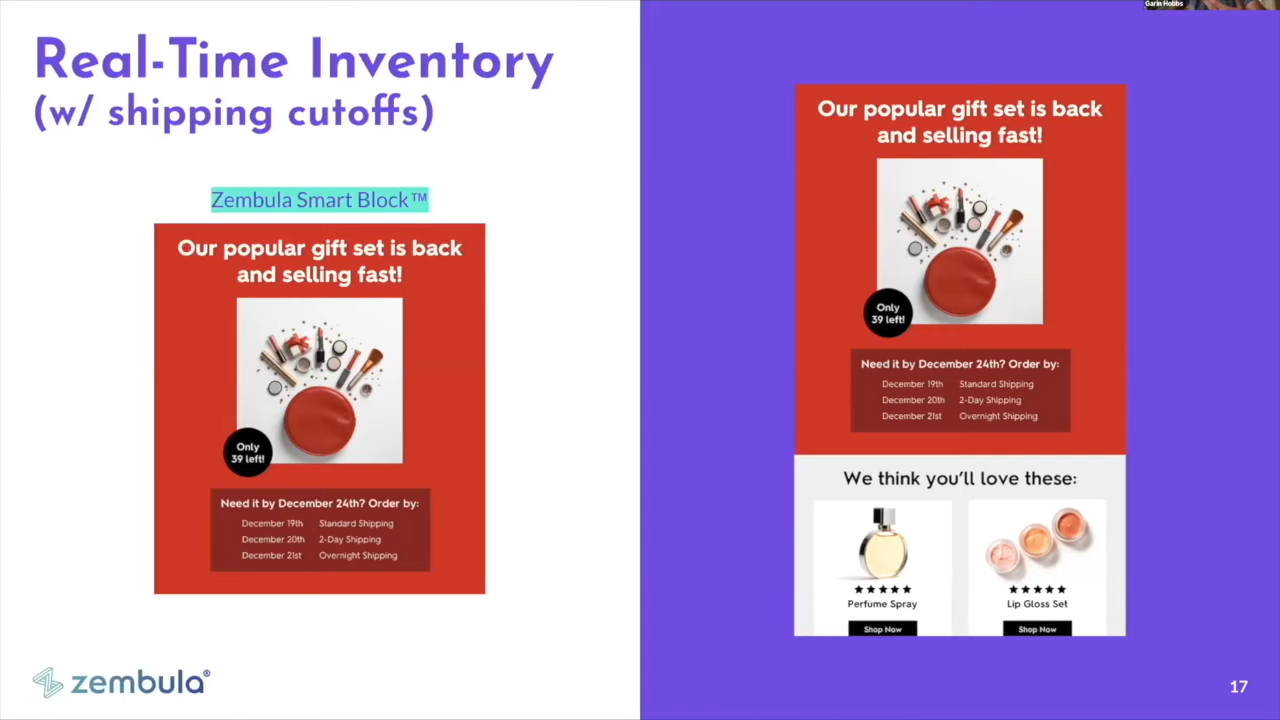 Garin Hobbs
Real-Time Inventory
(w/ shipping cutoffs)
Zembula Smart Block™
Our popular gift set is back
and selling fast!
Only
39 left!
Need it by December 24th? Order by:
December 19th Standard Shipping
December 20th 2-Day Shipping
December 21st Overnight Shipping
zembula®
Our popular gift set is back
and selling fast!
Only
39 left!
Need it by December 24th? Order by:
December 19th Standard Shipping
December 20th 2-Day Shipping
December 21st Overnight Shipping
We think you'll love these:
Perfume Spray
Shop Now
Lip Gloss Set
Shop Now
17